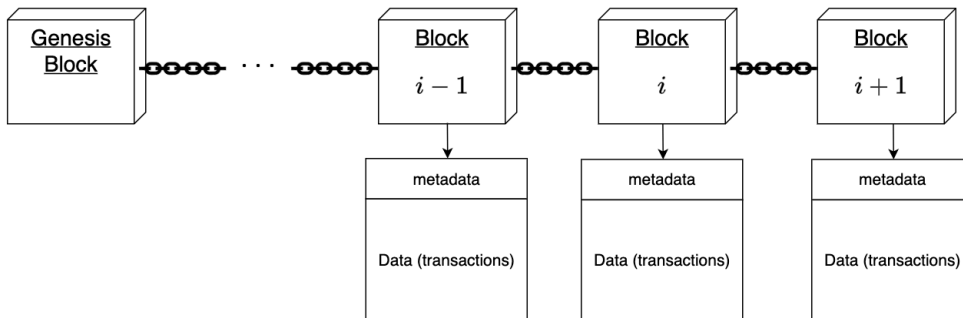 Genesis
Block
. . .
Block
i − 1
Block
i
Block
i + 1
metadata
metadata
metadata
Data (transactions)
Data (transactions)
Data (transactions)